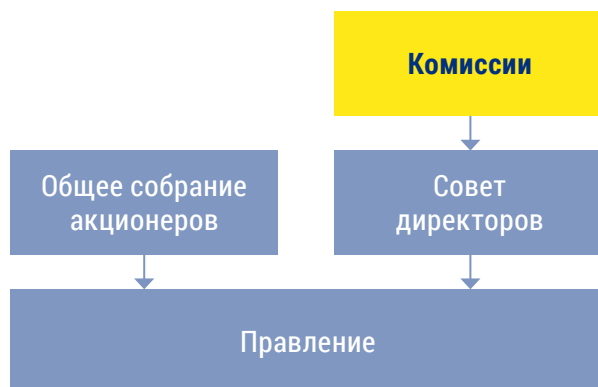 Комиссии
Общее собрание
акционеров
Совет
директоров
Правление